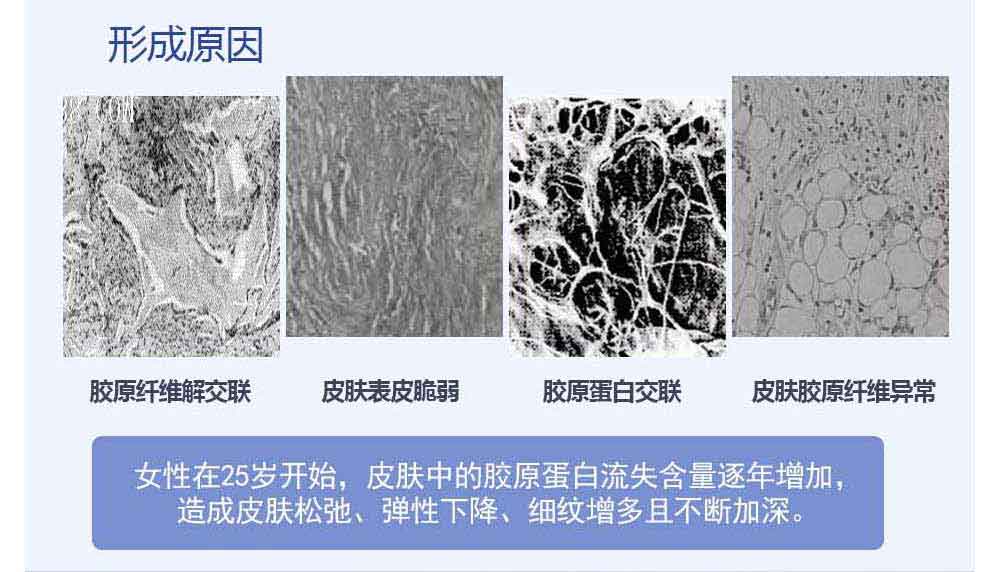 形成原因
COM
胶原纤维解交联
皮肤表皮脆弱
胶原蛋白交联
皮肤胶原纤维异常
女性在25岁开始，皮肤中的胶原蛋白流失含量逐年增加，
造成皮肤松弛、弹性下降、细纹增多且不断加深。